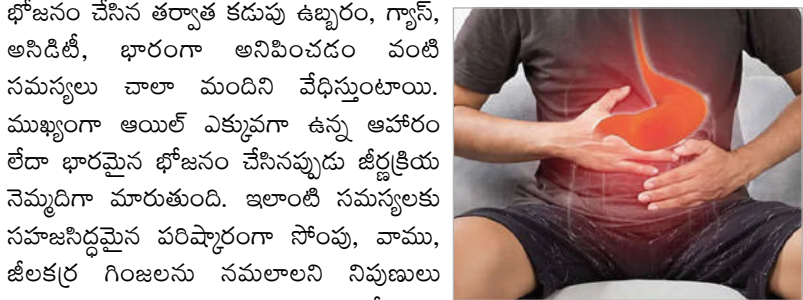 భోజనం చేసిన తర్వాత కడుపు ఉబ్బరం, గ్యాస్,
అసిడిటీ, భారంగా అనిపించడం వంటి
సమస్యలు చాలా మందిని వేధిస్తుంటాయి.
ముఖ్యంగా ఆయిల్ ఎక్కువగా ఉన్న ఆహారం
లేదా భారమైన భోజనం చేసినప్పుడు జీర్ణక్రియ
నెమ్మదిగా మారుతుంది. ఇలాంటి సమస్యలకు
సహజసిద్ధమైన పరిష్కారంగా సోంపు, వాము,
జీలకర్ర గింజలను నమలాలని నిపుణులు